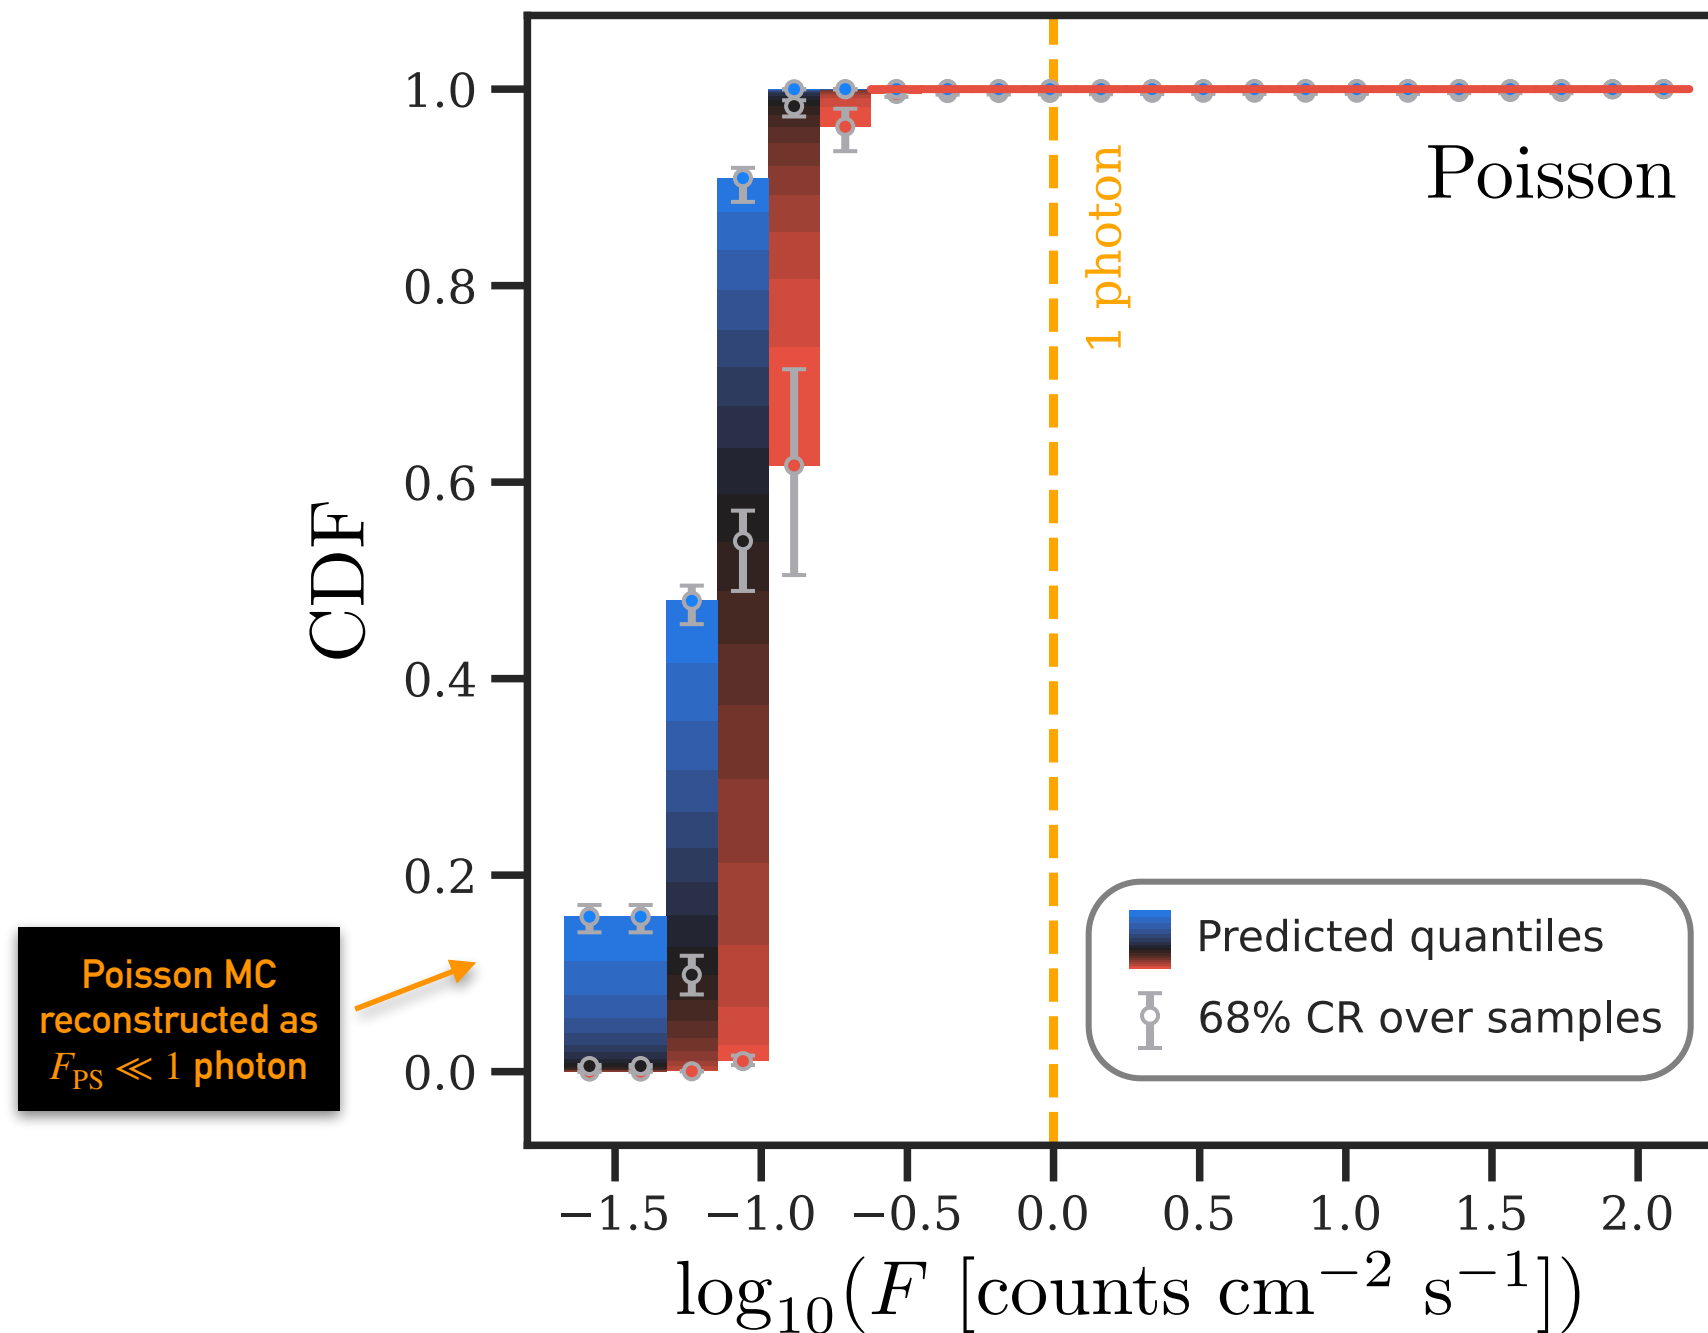 1.0
0.8
0.6
0.4
0.2
0.0
CDF
Poisson
1 photon
Predicted quantiles
68% CR over samples
Poisson MC
reconstructed as
F_PS ≪ 1 photon
−1.5 −1.0 −0.5 0.0 0.5 1.0 1.5 2.0
log₁₀(F [counts cm⁻² s⁻¹])